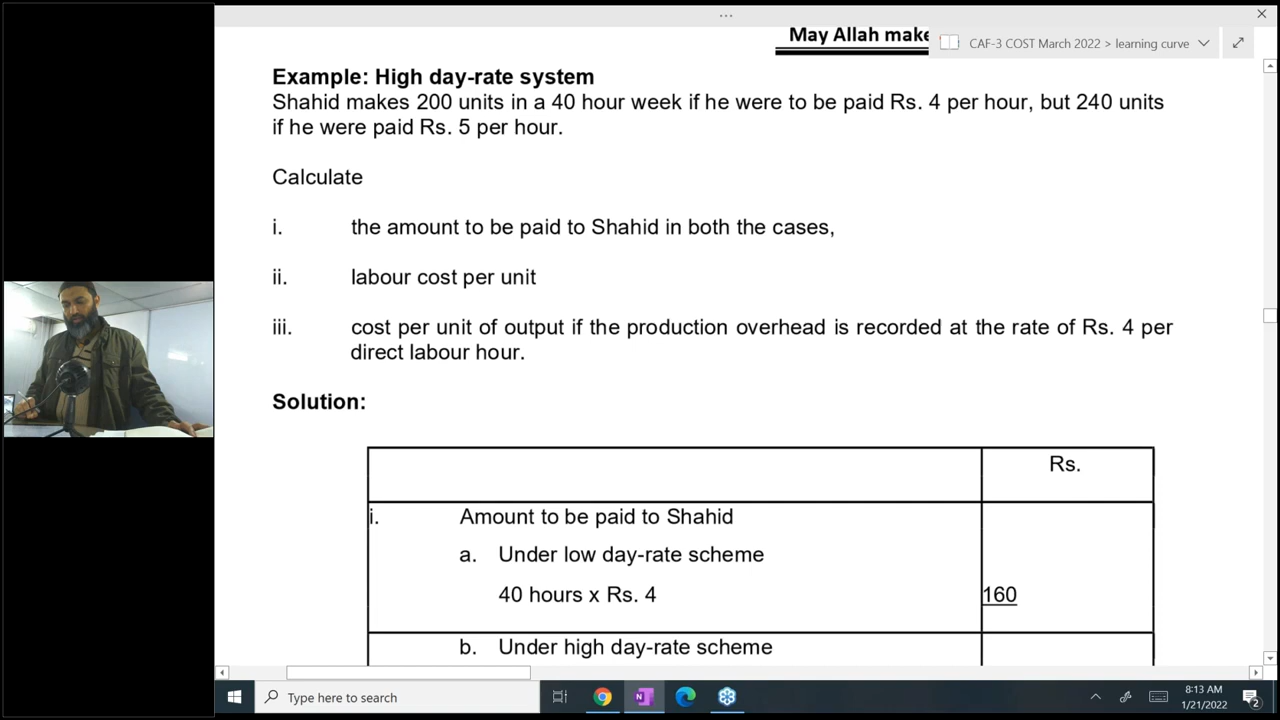 May Allah make
CAF-3 COST March 2022 > learning curve
Example: High day-rate system
Shahid makes 200 units in a 40 hour week if he were to be paid Rs. 4 per hour, but 240 units
if he were paid Rs. 5 per hour.
Calculate
i. the amount to be paid to Shahid in both the cases,
ii. labour cost per unit
iii. cost per unit of output if the production overhead is recorded at the rate of Rs. 4 per
direct labour hour.
Solution:
Rs.
i. Amount to be paid to Shahid
a. Under low day-rate scheme
40 hours x Rs. 4 160
b. Under high day-rate scheme
Type here to search
8:13 AM
1/21/2022
2